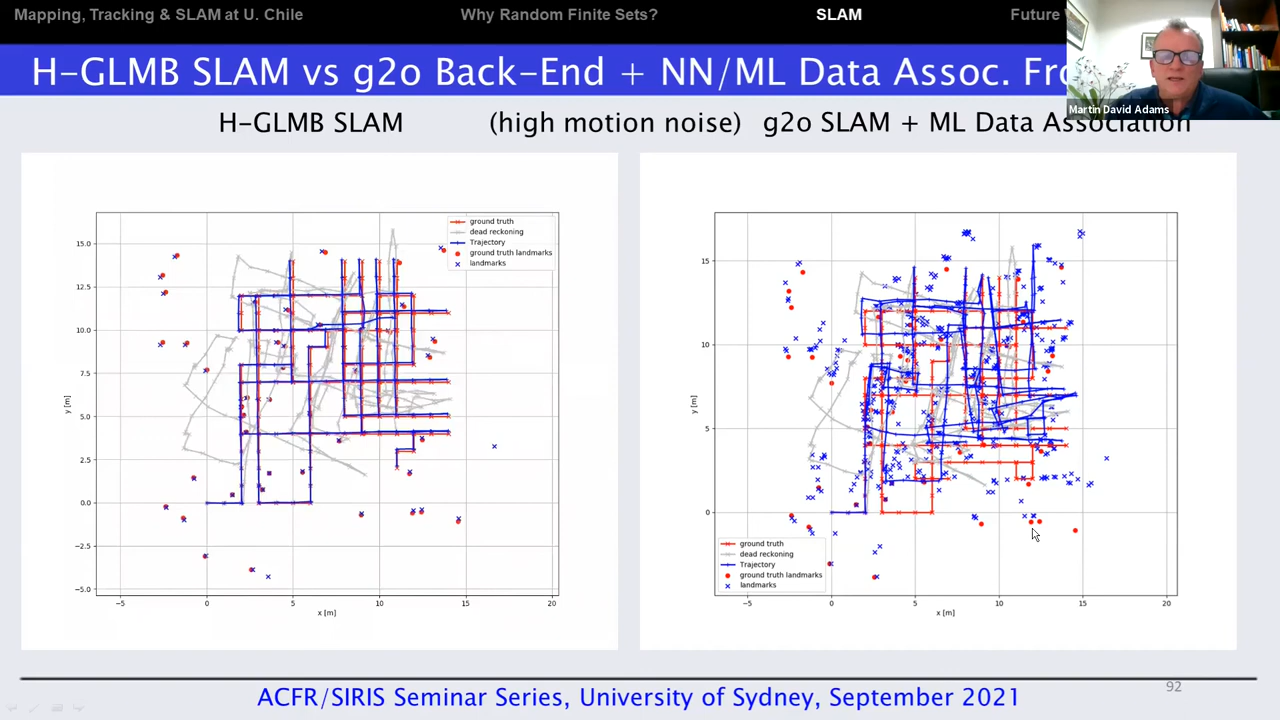 Mapping, Tracking & SLAM at U. Chile
Why Random Finite Sets?
SLAM
Future
H-GLMB SLAM vs g2o Back-End + NN/ML Data Assoc.
Martin David Adams
H-GLMB SLAM
(high motion noise)
g2o SLAM + ML Data Association
ground truth
dead reckoning
Trajectory
ground truth landmarks
landmarks
15.0
12.5
10.0
7.5
5.0
2.5
0.0
−2.5
−5.0
y [m]
−5
0
5
10
15
20
x [m]
15
10
5
0
y [m]
ground truth
dead reckoning
Trajectory
ground truth landmarks
landmarks
−5
0
5
10
15
20
x [m]
92
ACFR/SIRIS Seminar Series, University of Sydney, September 2021